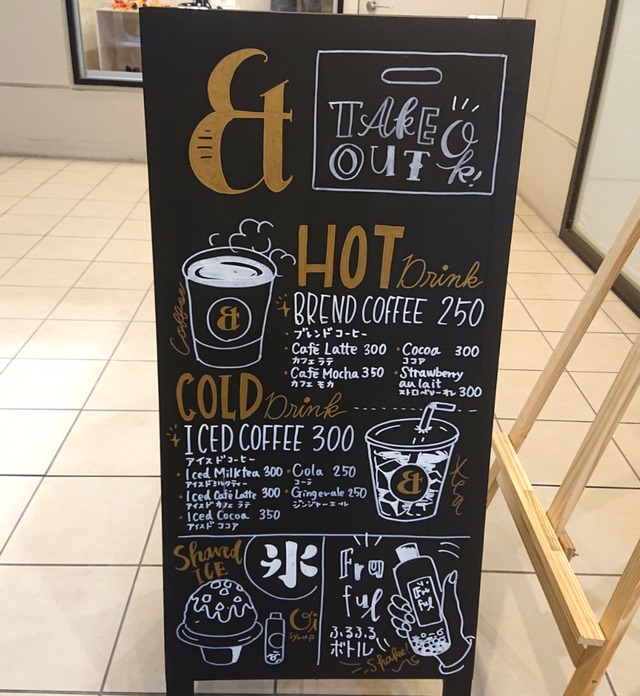 &
TAKE OUT Ok!
HOT Drink
Coffee
&
BREND COFFEE 250
ブレンドコーヒー
Café Latte 300
カフェラテ
Café Mocha 350
カフェ モカ
Cocoa 300
ココア
Strawberry
au lait
ストロベリーオレ 300
COLD Drink
ICED COFFEE 300
アイスドコーヒー
Iced Milktea 300
アイスドミルクティー
Iced Café Latte 300
アイスドカフェラテ
Iced Cocoa 350
アイスドココア
Cola 250
コーラ
Gingerale 250
ジンジャーエール
&
Shaved
ICE
氷
syrup
Fru
ful
ふるふる
ボトル
Fru
ful
Shake!